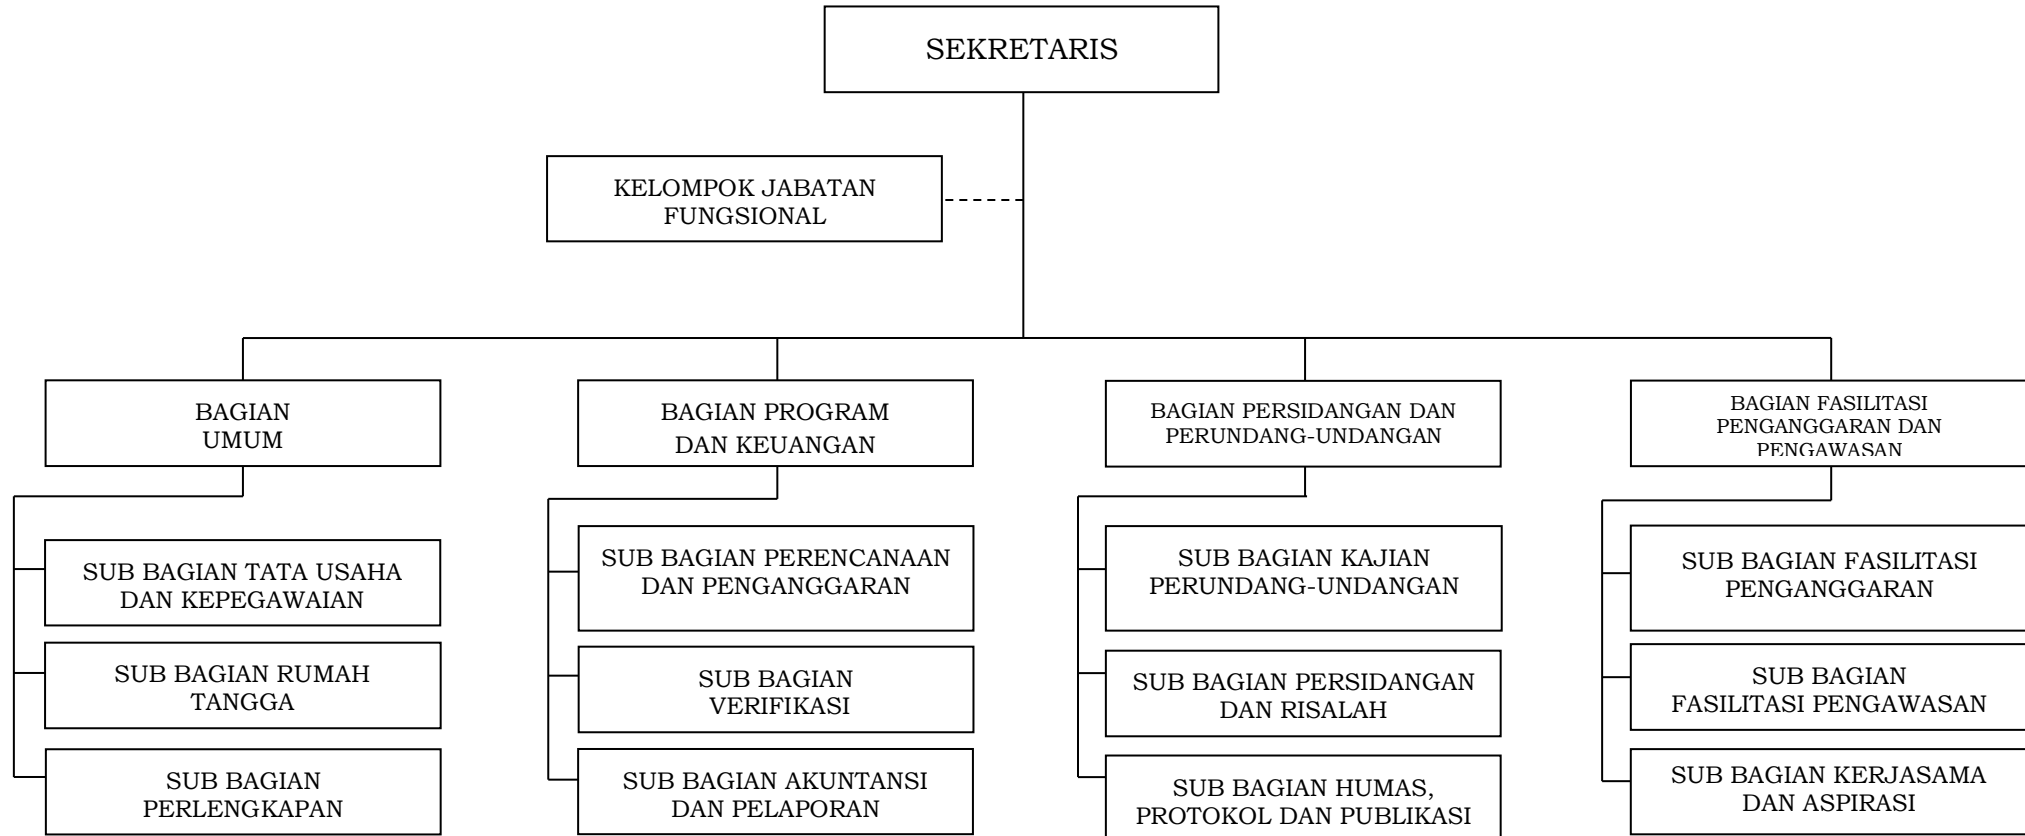 SEKRETARIS
KELOMPOK JABATAN
FUNGSIONAL
BAGIAN
UMUM
BAGIAN PROGRAM
DAN KEUANGAN
BAGIAN PERSIDANGAN DAN
PERUNDANG-UNDANGAN
BAGIAN FASILITASI
PENGANGGARAN DAN
PENGAWASAN
SUB BAGIAN TATA USAHA
DAN KEPEGAWAIAN
SUB BAGIAN RUMAH
TANGGA
SUB BAGIAN
PERLENGKAPAN
SUB BAGIAN PERENCANAAN
DAN PENGANGGARAN
SUB BAGIAN
VERIFIKASI
SUB BAGIAN AKUNTANSI
DAN PELAPORAN
SUB BAGIAN KAJIAN
PERUNDANG-UNDANGAN
SUB BAGIAN PERSIDANGAN
DAN RISALAH
SUB BAGIAN HUMAS,
PROTOKOL DAN PUBLIKASI
SUB BAGIAN FASILITASI
PENGANGGARAN
SUB BAGIAN
FASILITASI PENGAWASAN
SUB BAGIAN KERJASAMA
DAN ASPIRASI